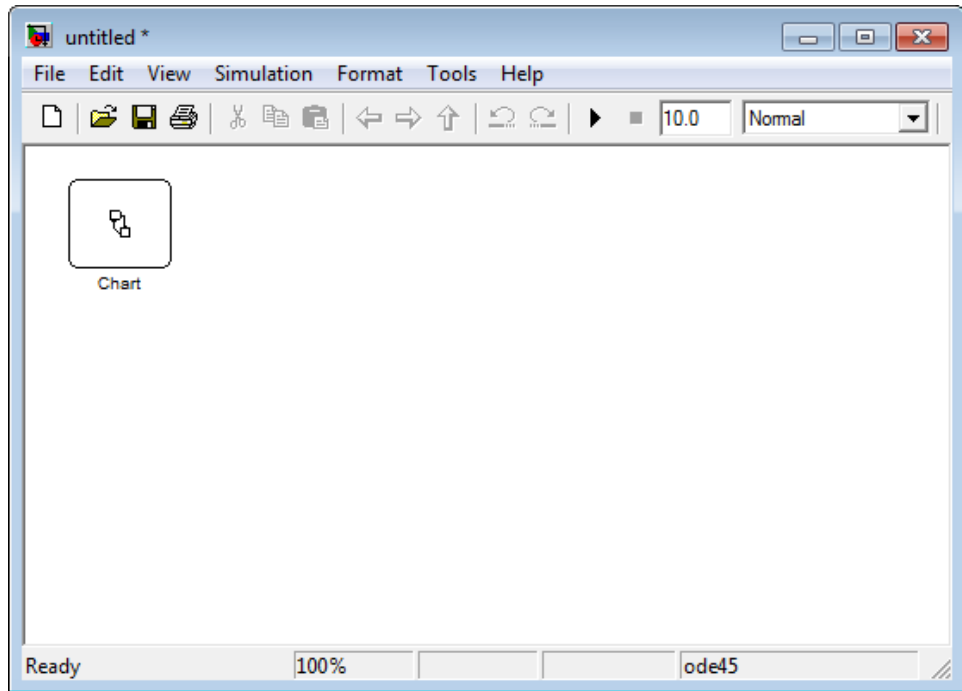 untitled *
File Edit View Simulation Format Tools Help
10.0 Normal
Chart
Ready 100% ode45